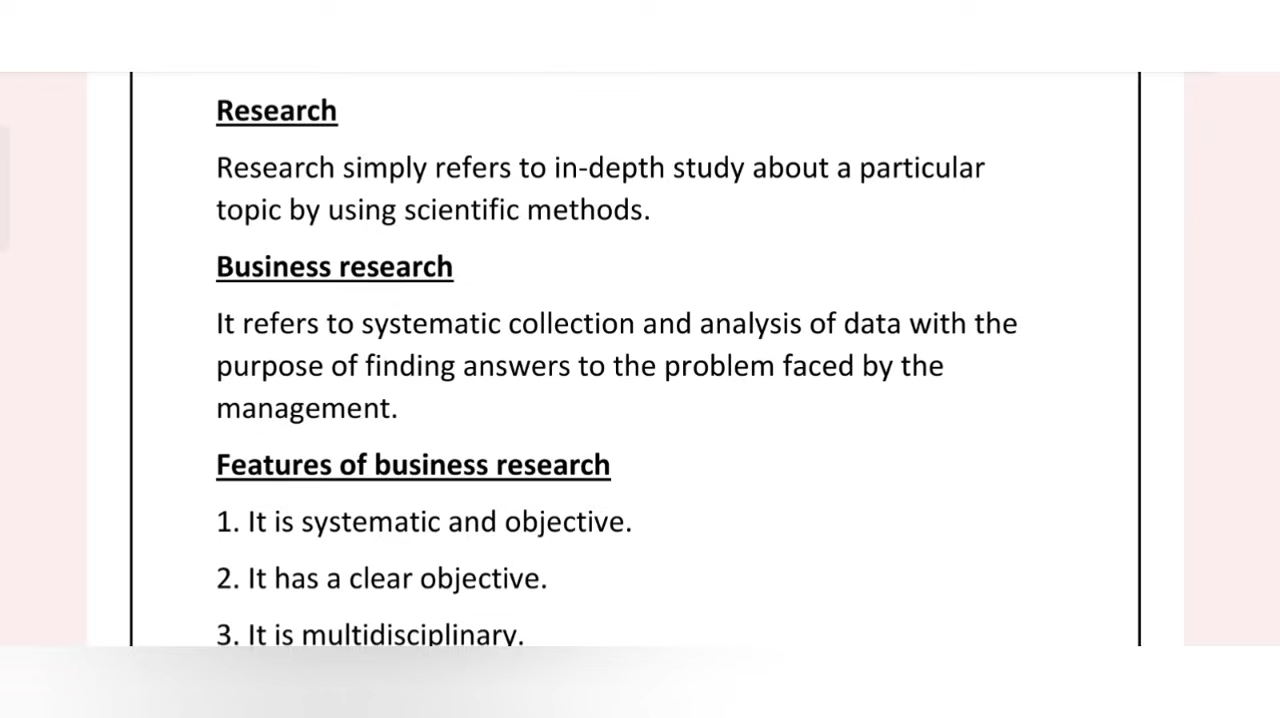 Research
Research simply refers to in-depth study about a particular
topic by using scientific methods.
Business research
It refers to systematic collection and analysis of data with the
purpose of finding answers to the problem faced by the
management.
Features of business research
1. It is systematic and objective.
2. It has a clear objective.
3. It is multidisciplinary.